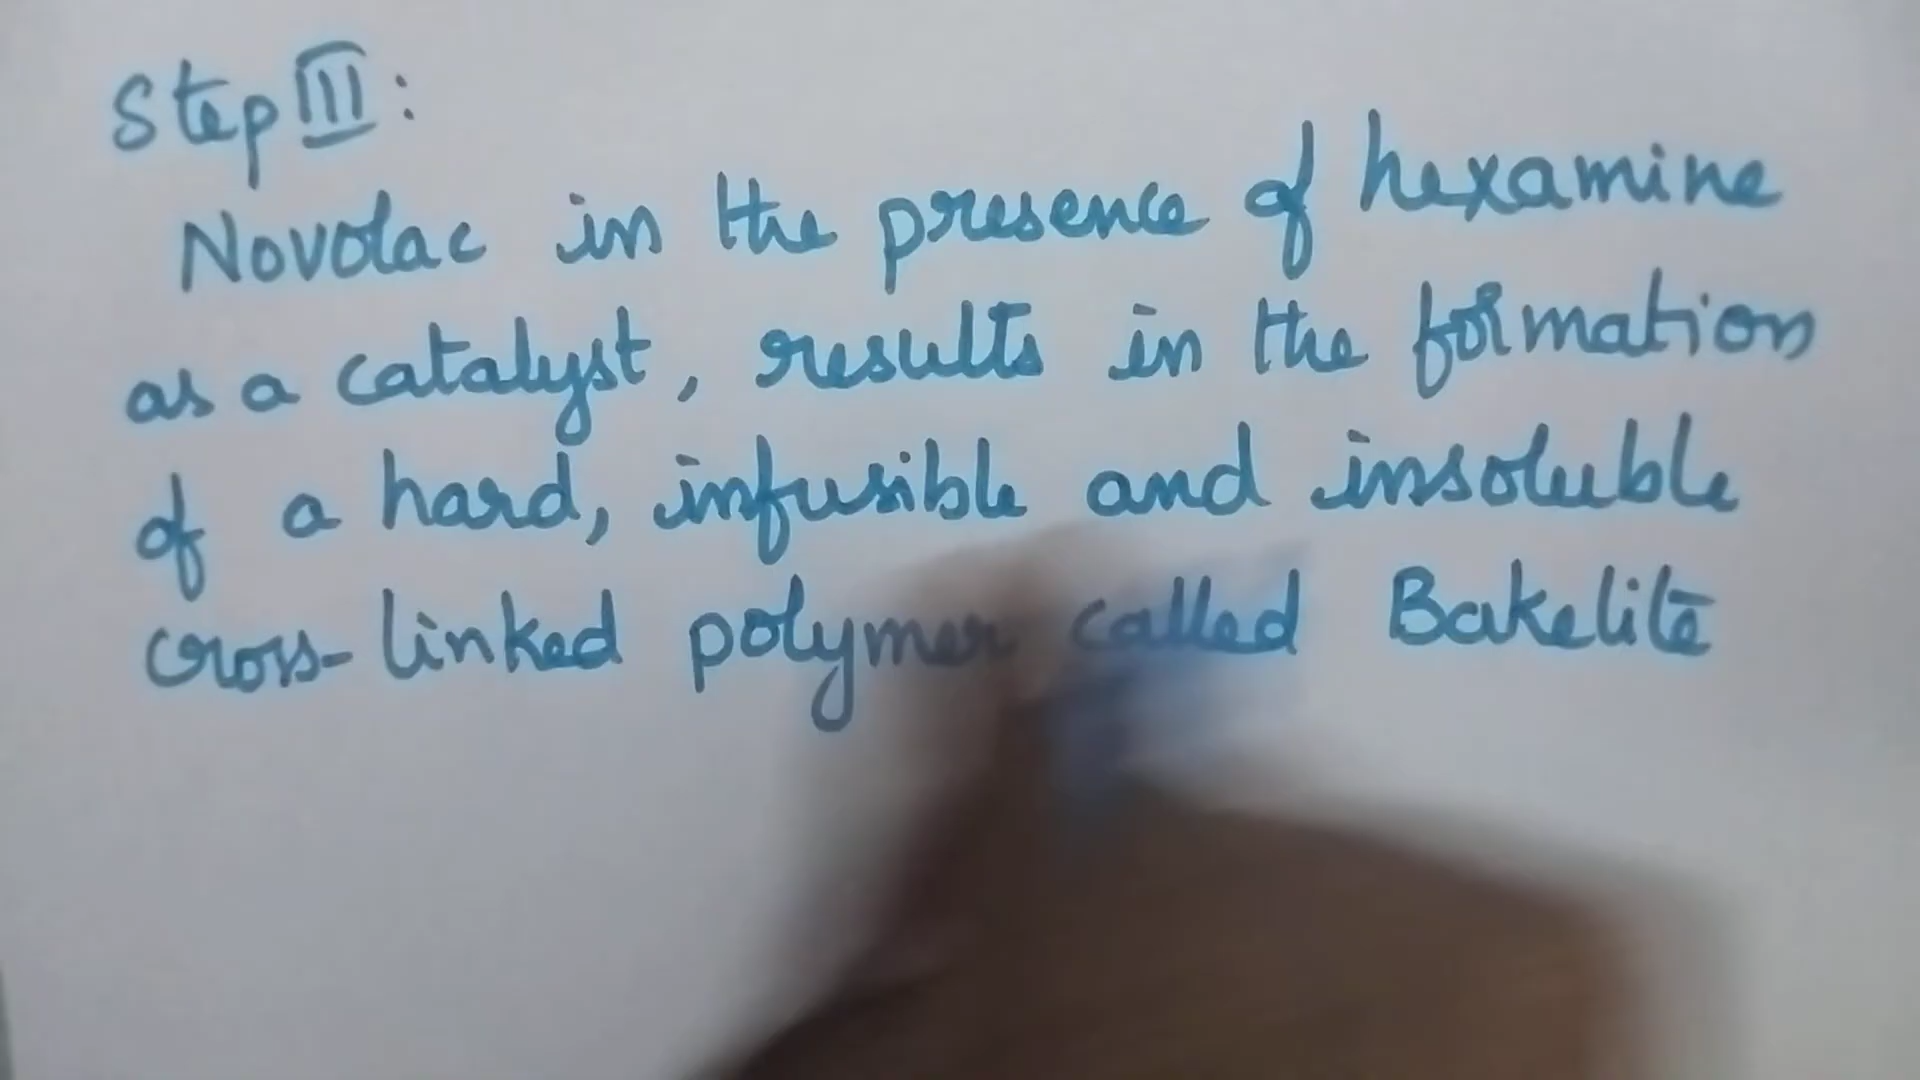 Step III:
Novolac in the presence of hexamine
as a catalyst, results in the formation
of a hard, infusible and insoluble
cross-linked polymer called Bakelite